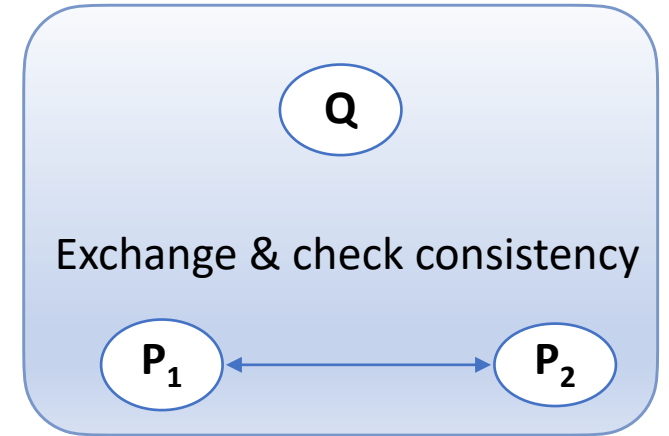 Q
Exchange & check consistency
P₁ P₂